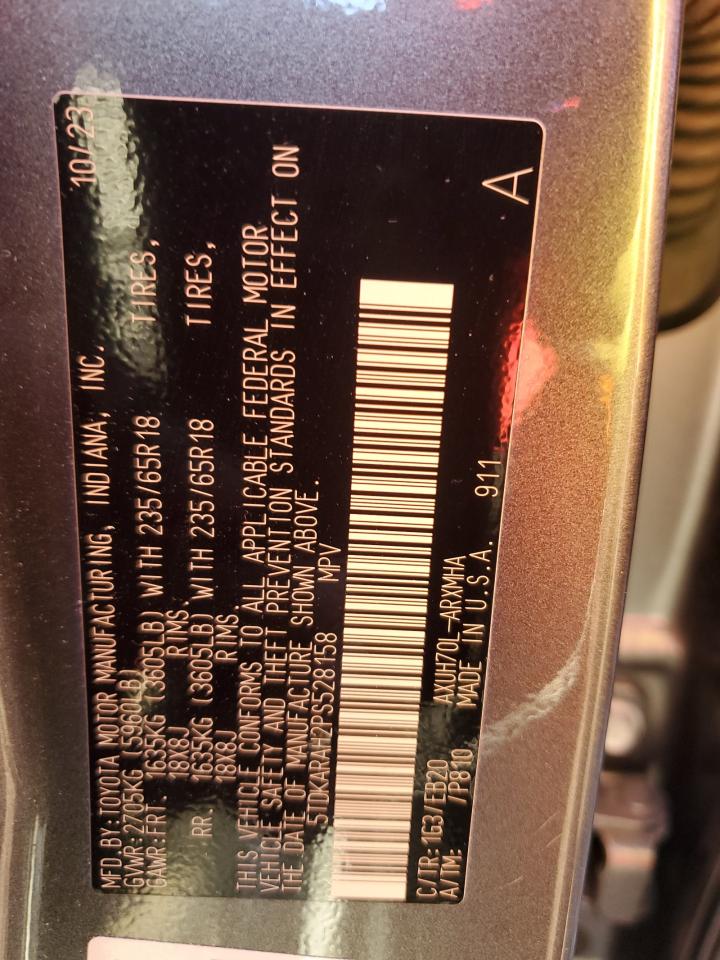 MFD.BY:TOYOTA MOTOR MANUFACTURING, INDIANA, INC. 10/23
GVWR:2705KG (5960LB)
GAWR:FRT. 1635KG (3605LB) WITH 235/65R18 TIRES,
18X8J RIMS.
RR. 1635KG (3605LB) WITH 235/65R18 TIRES,
18X8J RIMS.
THIS VEHICLE CONFORMS TO ALL APPLICABLE FEDERAL MOTOR
VEHICLE SAFETY AND THEFT PREVENTION STANDARDS IN EFFECT ON
THE DATE OF MANUFACTURE SHOWN ABOVE.
5TDKARAH2PS528158 MPV
C/TR:1G3/EB20 AXUH70L-ARXMHA
A/TM: /P810 MADE IN U.S.A. 911
A